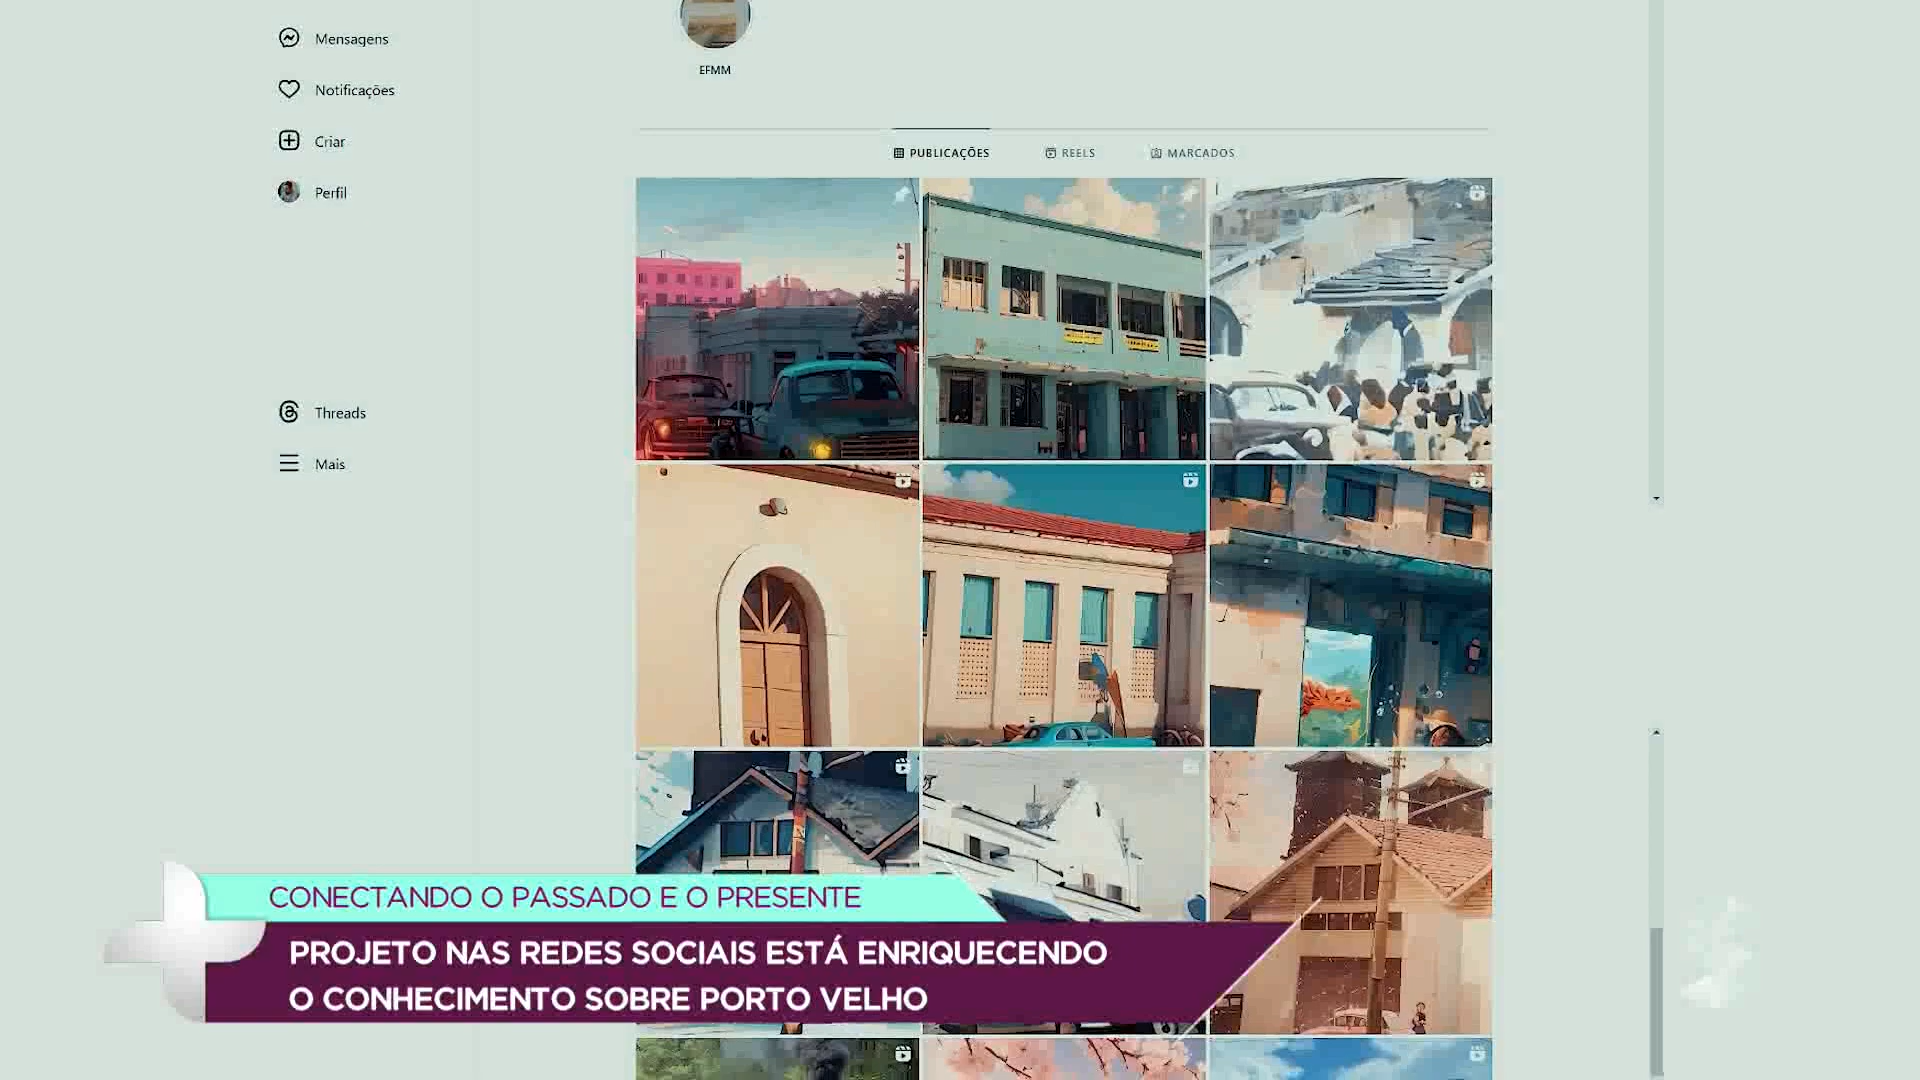 Mensagens
Notificações
Criar
Perfil
Threads
Mais
EFMM
PUBLICAÇÕES
REELS
MARCADOS
CONECTANDO O PASSADO E O PRESENTE
PROJETO NAS REDES SOCIAIS ESTÁ ENRIQUECENDO
O CONHECIMENTO SOBRE PORTO VELHO